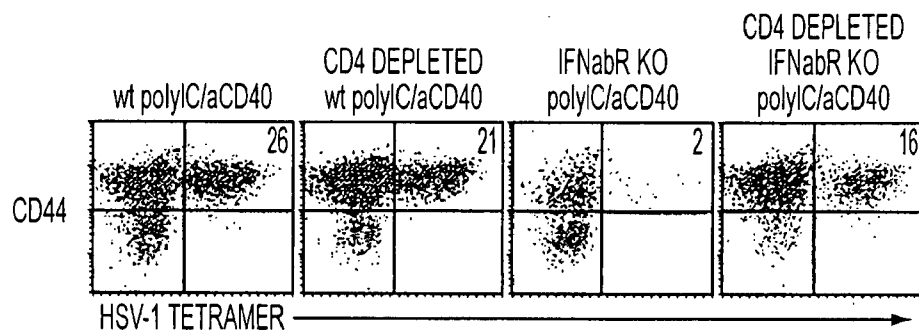 wt polyIC/aCD40
CD4 DEPLETED
wt polyIC/aCD40
IFNabR KO
polyIC/aCD40
CD4 DEPLETED
IFNabR KO
polyIC/aCD40
26
21
2
16
CD44
HSV-1 TETRAMER